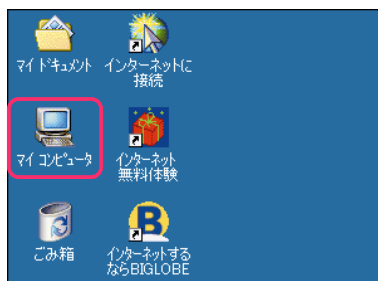 マイ ドキュメント
インターネットに
接続
マイ コンピュータ
インターネット
無料体験
ごみ箱
インターネットする
ならBIGLOBE